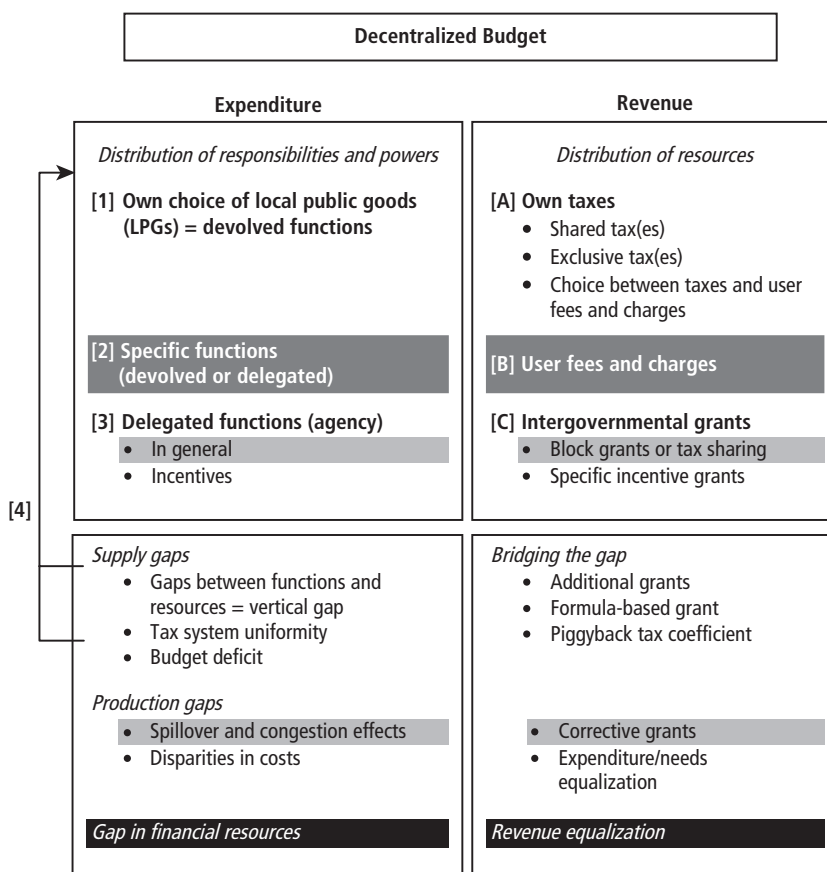 Decentralized Budget
Expenditure
Distribution of responsibilities and powers
[1] Own choice of local public goods
(LPGs) = devolved functions
[2] Specific functions
(devolved or delegated)
[3] Delegated functions (agency)
• In general
• Incentives
Revenue
Distribution of resources
[A] Own taxes
• Shared tax(es)
• Exclusive tax(es)
• Choice between taxes and user
fees and charges
[B] User fees and charges
[C] Intergovernmental grants
• Block grants or tax sharing
• Specific incentive grants
[4]
Supply gaps
• Gaps between functions and
resources = vertical gap
• Tax system uniformity
• Budget deficit
Production gaps
• Spillover and congestion effects
• Disparities in costs
Gap in financial resources
Bridging the gap
• Additional grants
• Formula-based grant
• Piggyback tax coefficient
• Corrective grants
• Expenditure/needs
equalization
Revenue equalization